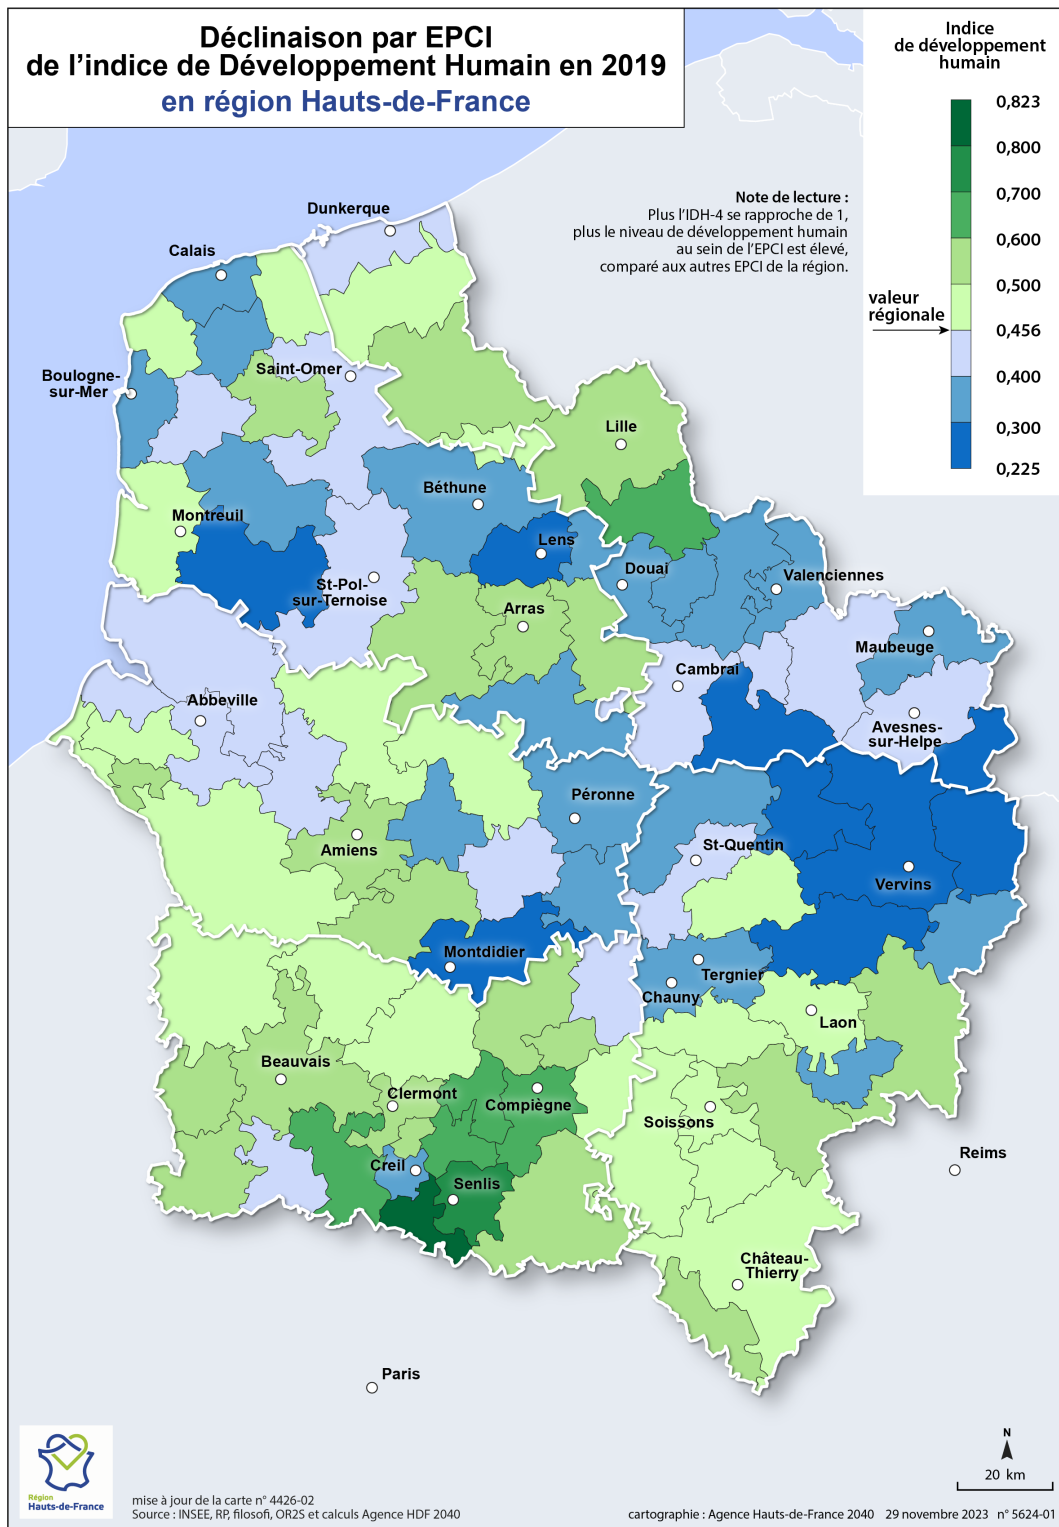 Déclinaison par EPCI
de l’indice de Développement Humain en 2019
en région Hauts-de-France
Indice
de développement
humain
0,823
0,800
0,700
0,600
0,500
valeur
régionale
0,456
0,400
0,300
0,225
Note de lecture :
Plus l’IDH-4 se rapproche de 1,
plus le niveau de développement humain
au sein de l’EPCI est élevé,
comparé aux autres EPCI de la région.
Dunkerque
Calais
Saint-Omer
Boulogne-
sur-Mer
Lille
Béthune
Montreuil
Lens
Douai
Valenciennes
St-Pol-
sur-Ternoise
Arras
Maubeuge
Cambrai
Abbeville
Avesnes-
sur-Helpe
Péronne
Amiens
St-Quentin
Vervins
Montdidier
Tergnier
Chauny
Laon
Beauvais
Clermont
Compiègne
Soissons
Creil
Senlis
Reims
Château-
Thierry
Paris
N
20 km
Région
Hauts-de-France
mise à jour de la carte n° 4426-02
Source : INSEE, RP, filosofi, OR2S et calculs Agence HDF 2040
cartographie : Agence Hauts-de-France 2040 29 novembre 2023 n° 5624-01